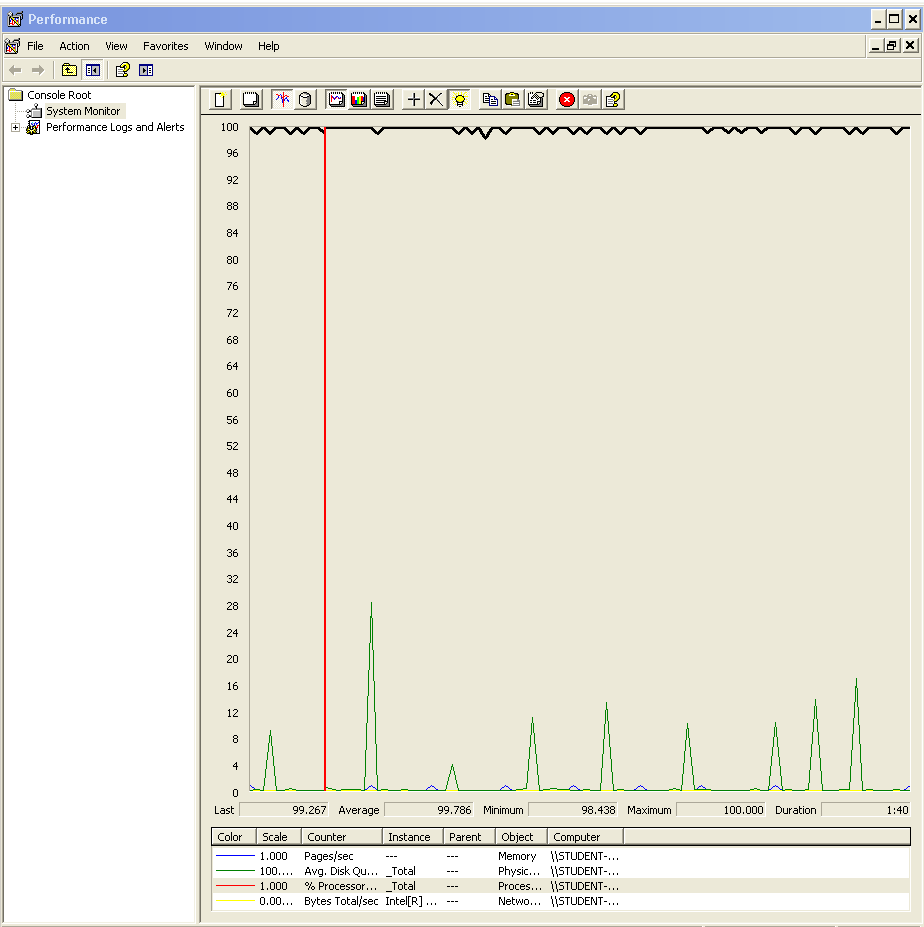 Performance
File Action View Favorites Window Help
Console Root
System Monitor
Performance Logs and Alerts
100
96
92
88
84
80
76
72
68
64
60
56
52
48
44
40
36
32
28
24
20
16
12
8
4
0
Last 99.267 Average 99.786 Minimum 98.438 Maximum 100.000 Duration 1:40
Color Scale Counter Instance Parent Object Computer
1.000 Pages/sec --- --- Memory \\STUDENT-...
100.... Avg. Disk Qu... _Total --- Physic... \\STUDENT-...
1.000 % Processor... _Total --- Proces... \\STUDENT-...
0.00... Bytes Total/sec Intel[R] ... --- Netwo... \\STUDENT-...